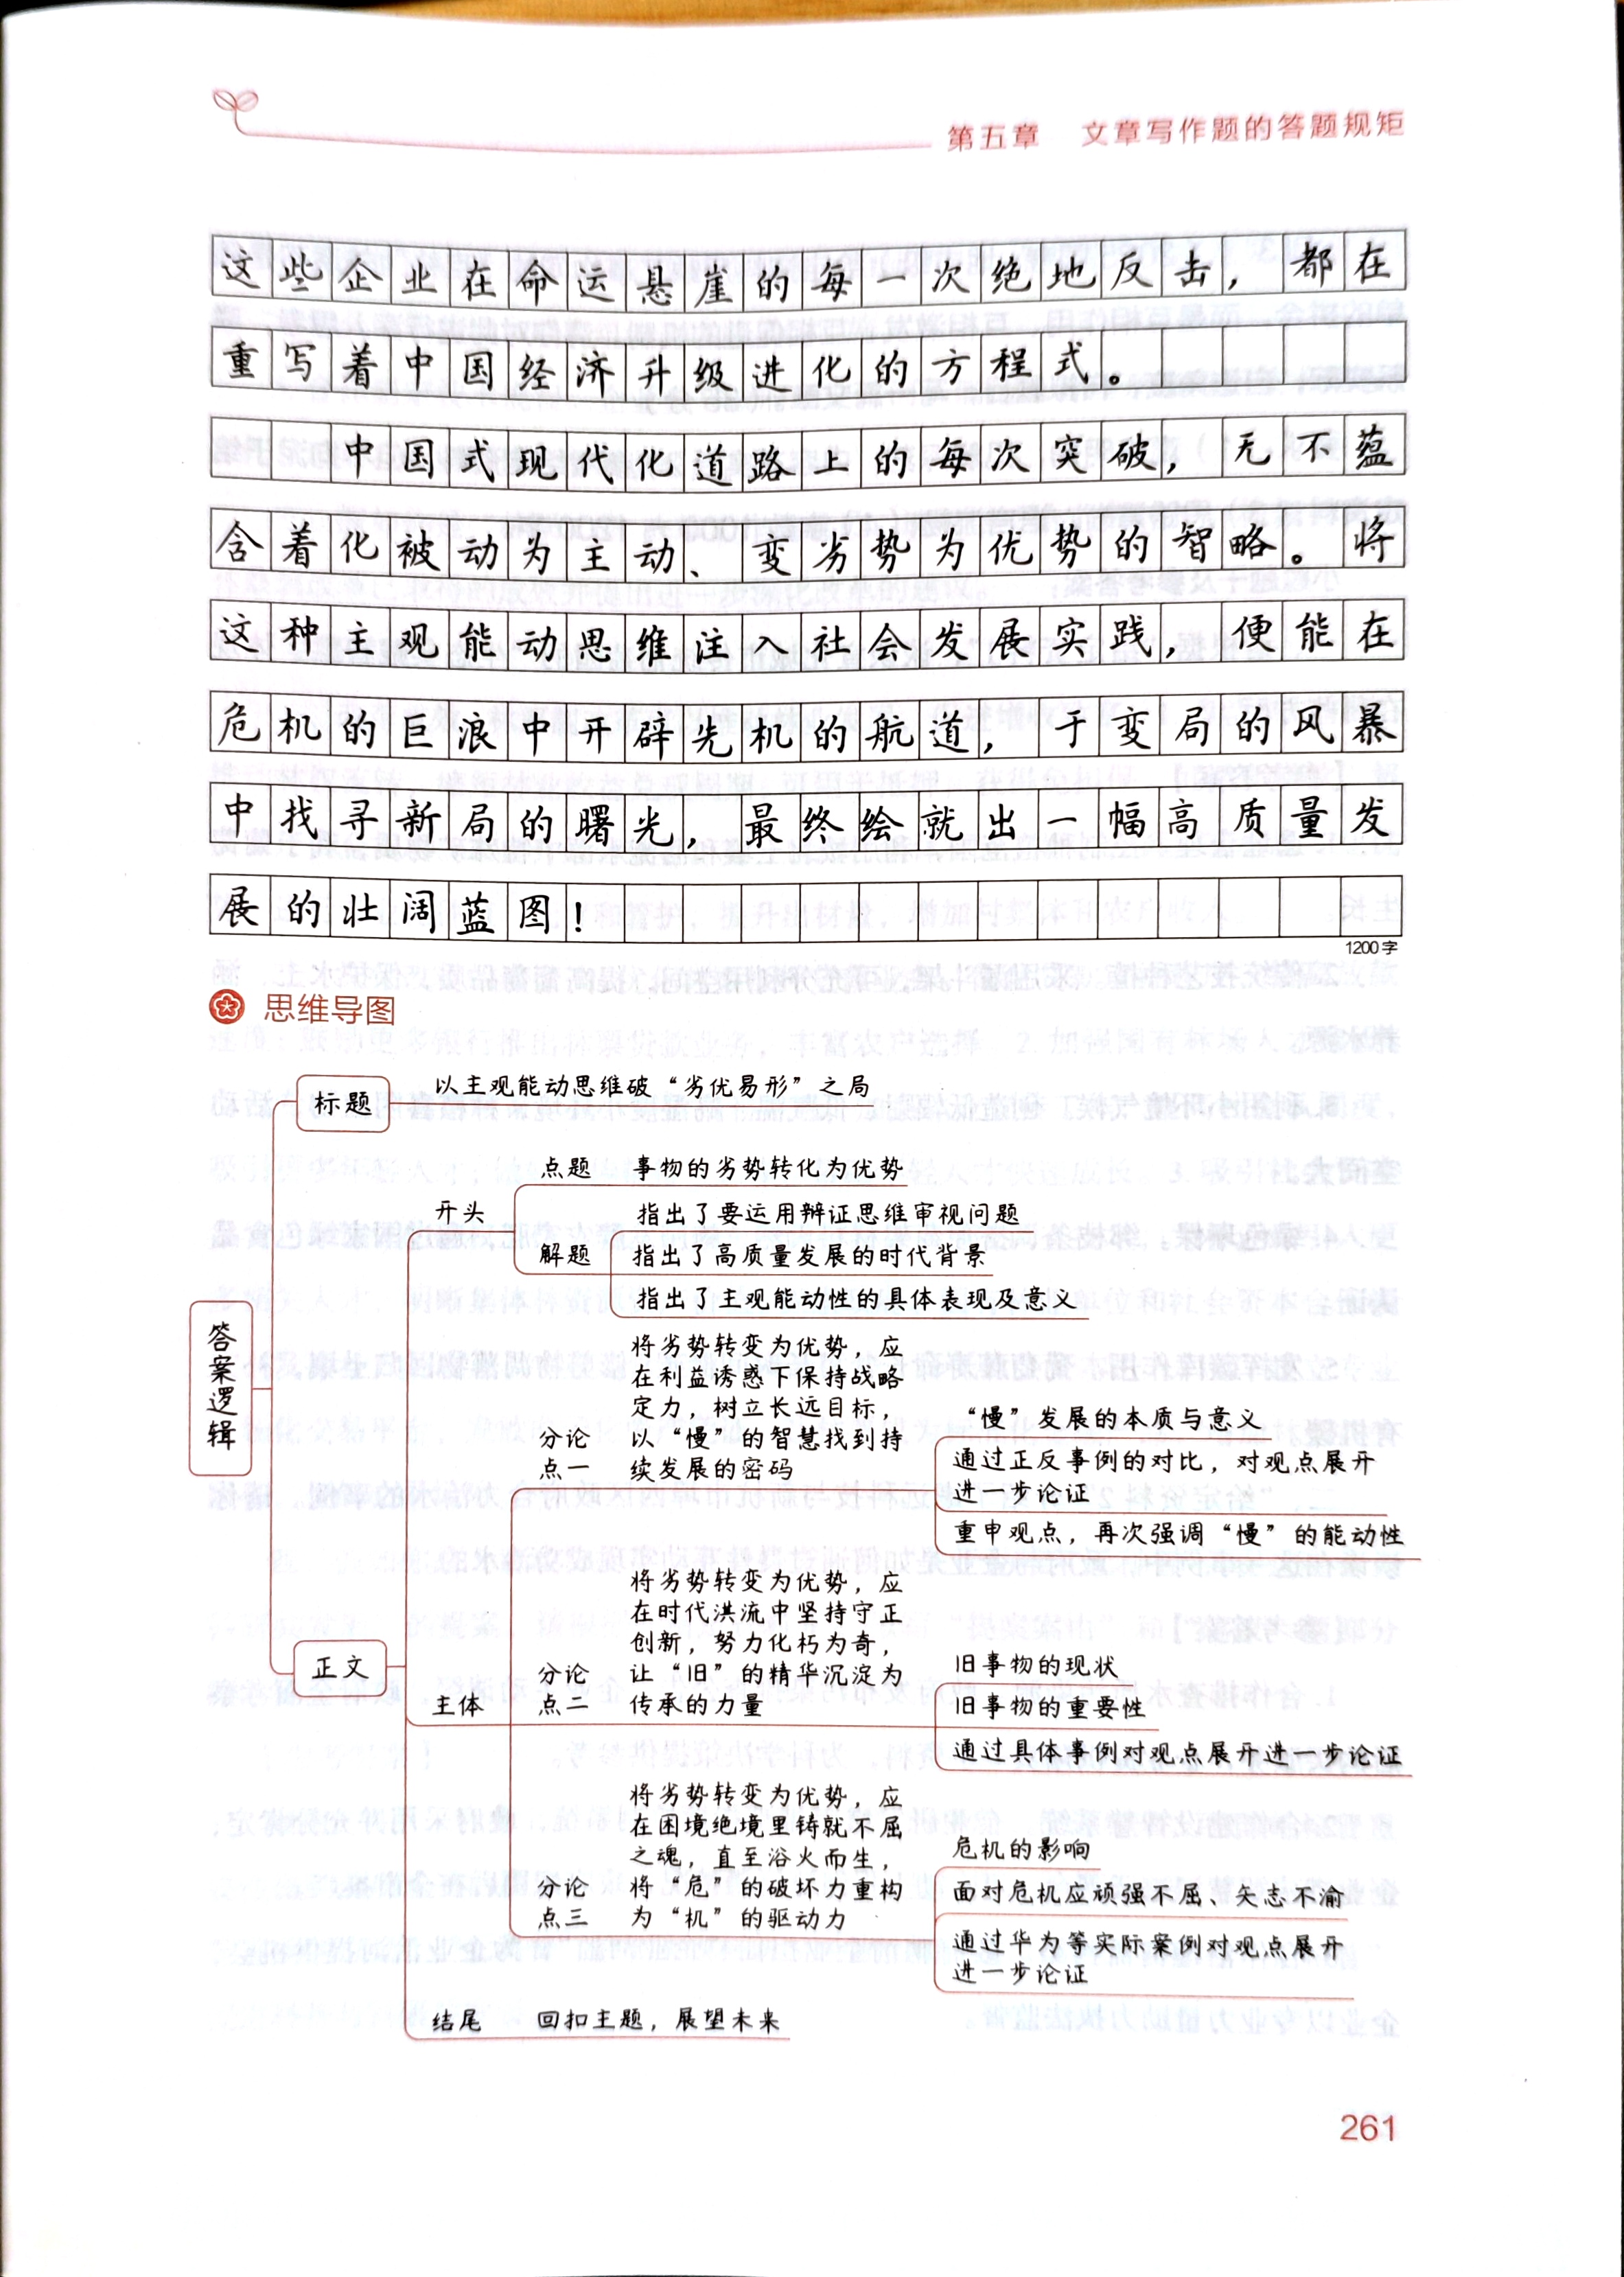 第五章 文章写作题的答题规矩
这些企业在命运悬崖的每一次绝地反击，都在
重写着中国经济升级进化的方程式。
中国式现代化道路上的每次突破，无不蕴
含着化被动为主动、变劣势为优势的智略。将
这种主观能动思维注入社会发展实践，便能在
危机的巨浪中开辟先机的航道，于变局的风暴
中找寻新局的曙光，最终绘就出一幅高质量发
展的壮阔蓝图！
1200字
思维导图
答案逻辑
标题
以主观能动思维破“劣优易形”之局
正文
开头
点题 事物的劣势转化为优势
解题
指出了要运用辩证思维审视问题
指出了高质量发展的时代背景
指出了主观能动性的具体表现及意义
主体
分论
点一
将劣势转变为优势，应
在利益诱惑下保持战略
定力，树立长远目标，
以“慢”的智慧找到持
续发展的密码
“慢”发展的本质与意义
通过正反事例的对比，对观点展开
进一步论证
重申观点，再次强调“慢”的能动性
分论
点二
将劣势转变为优势，应
在时代洪流中坚持守正
创新，努力化朽为奇，
让“旧”的精华沉淀为
传承的力量
旧事物的现状
旧事物的重要性
通过具体事例对观点展开进一步论证
分论
点三
将劣势转变为优势，应
在困境绝境里铸就不屈
之魂，直至浴火而生，
将“危”的破坏力重构
为“机”的驱动力
危机的影响
面对危机应顽强不屈、矢志不渝
通过华为等实际案例对观点展开
进一步论证
结尾 回扣主题，展望未来
261